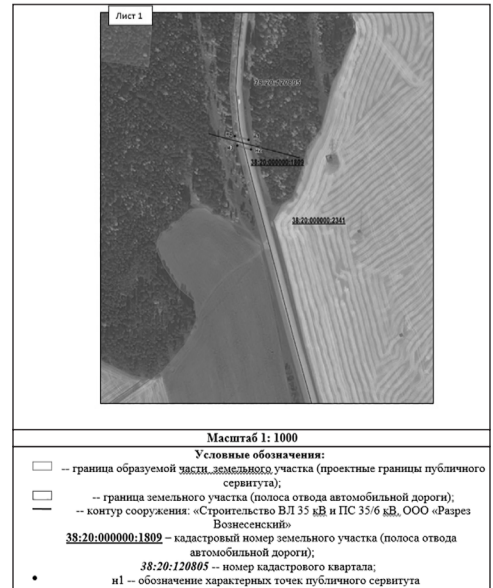 Лист 1
38:20:120805
38:20:000000:1809
38:20:000000:2341
Масштаб 1: 1000
Условные обозначения:
-- граница образуемой части земельного участка (проектные границы публичного
сервитута);
-- граница земельного участка (полоса отвода автомобильной дороги);
-- контур сооружения: «Строительство ВЛ 35 кВ и ПС 35/6 кВ, ООО «Разрез
Вознесенский»
38:20:000000:1809 – кадастровый номер земельного участка (полоса отвода
автомобильной дороги);
38:20:120805 -- номер кадастрового квартала;
н1 -- обозначение характерных точек публичного сервитута